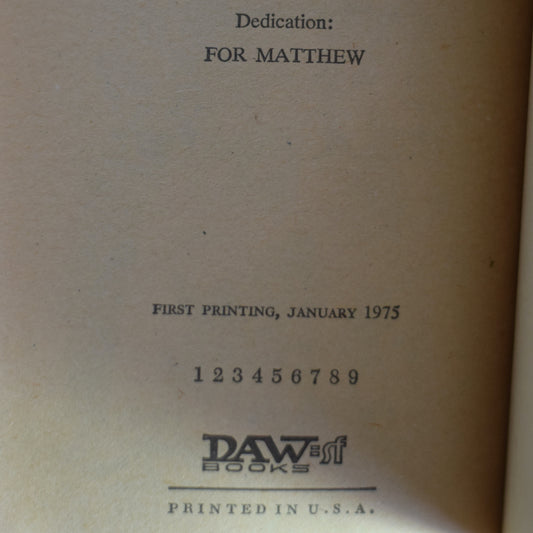 Dedication:
FOR MATTHEW
FIRST PRINTING, JANUARY 1975
1 2 3 4 5 6 7 8 9
DAW=sf
BOOKS
PRINTED IN U.S.A.